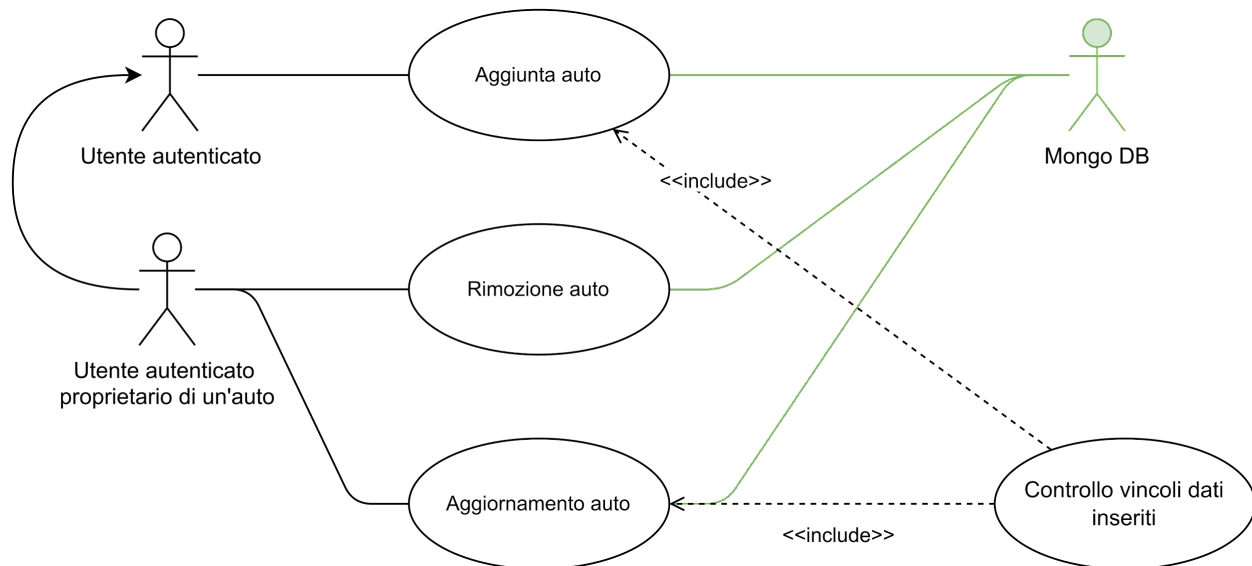 Aggiunta auto
Utente autenticato
Mongo DB
<<include>>
Rimozione auto
Utente autenticato
proprietario di un'auto
Aggiornamento auto
Controllo vincoli dati
inseriti
<<include>>